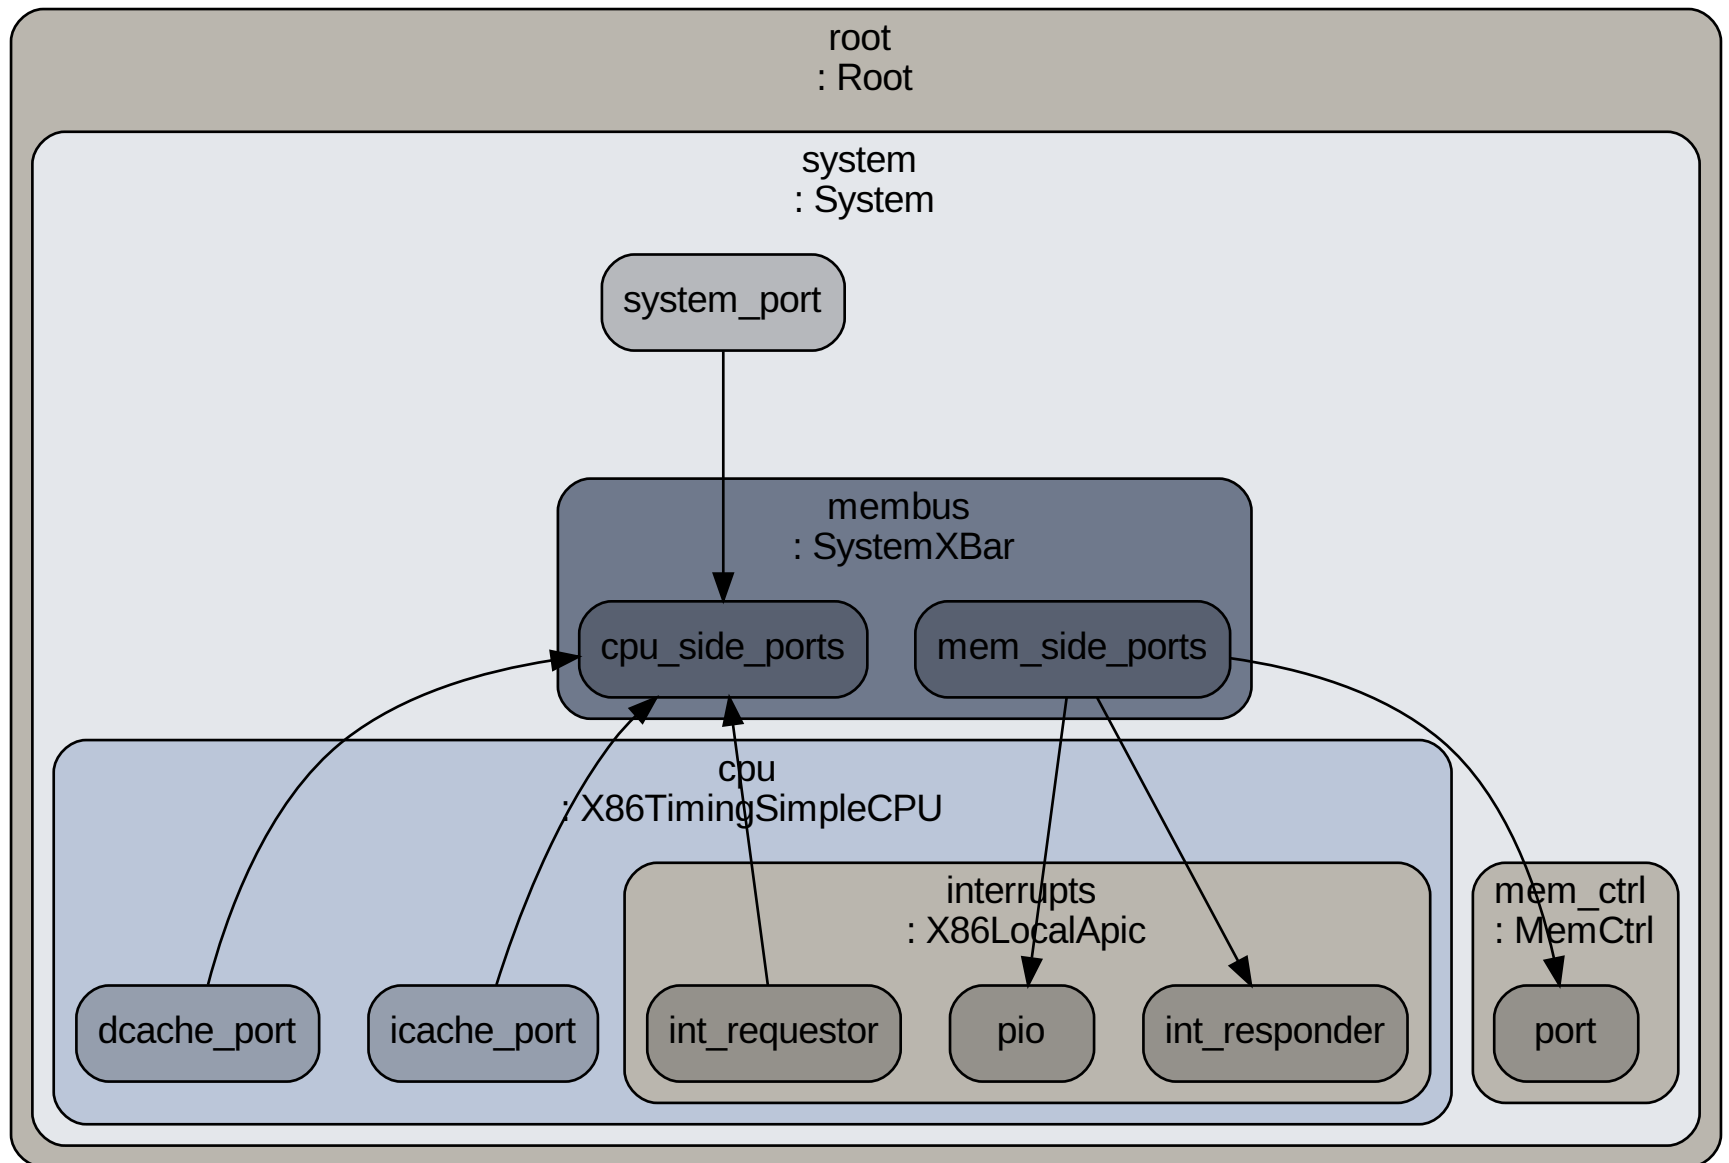 root
: Root
system
: System
system_port
membus
: SystemXBar
cpu_side_ports
mem_side_ports
cpu
: X86TimingSimpleCPU
interrupts
: X86LocalApic
mem_ctrl
: MemCtrl
dcache_port
icache_port
int_requestor
pio
int_responder
port